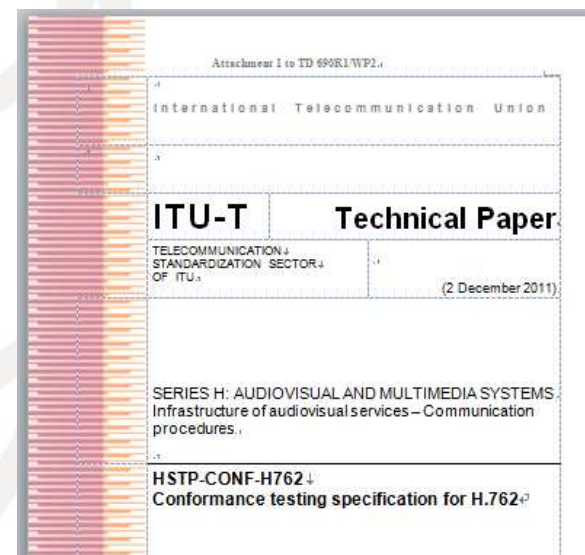 Attachment 1 to TD 690R1/WP2
International Telecommunication Union
ITU-T Technical Paper
TELECOMMUNICATION
STANDARDIZATION SECTOR
OF ITU
(2 December 2011)
SERIES H: AUDIOVISUAL AND MULTIMEDIA SYSTEMS
Infrastructure of audiovisual services – Communication
procedures
HSTP-CONF-H762
Conformance testing specification for H.762